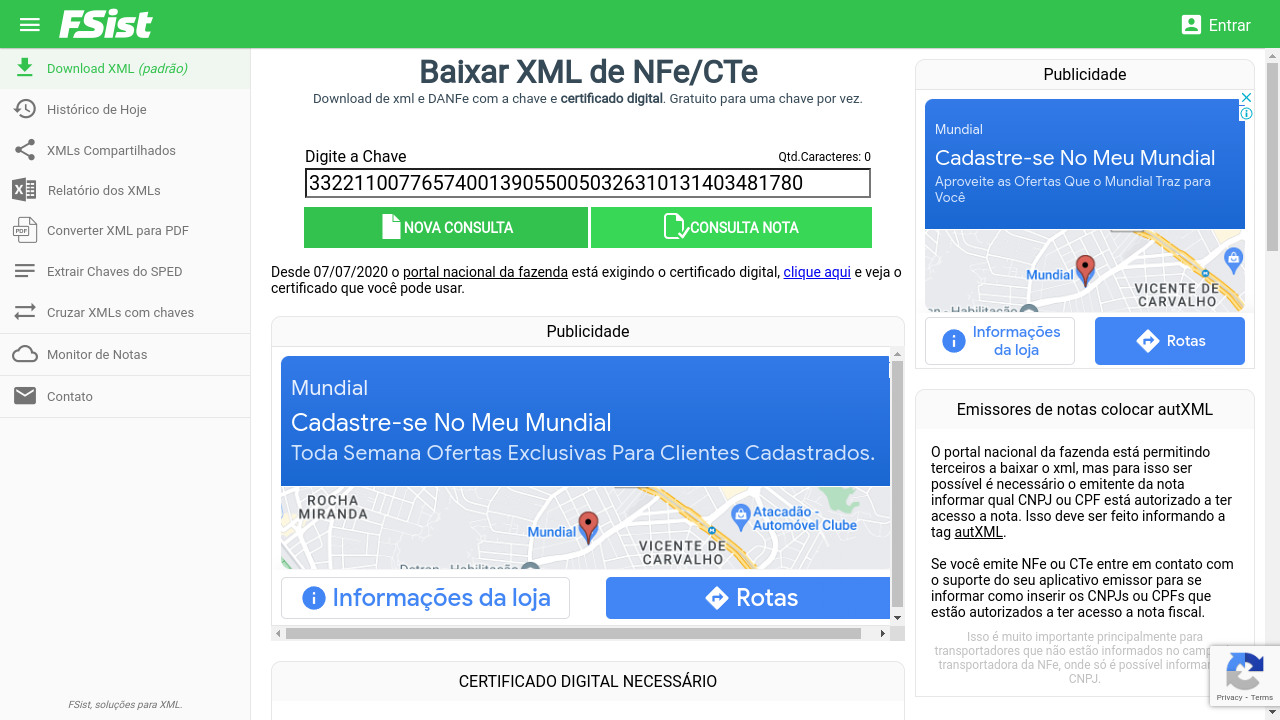 FSist
Entrar
Download XML (padrão)
Histórico de Hoje
XMLs Compartilhados
Relatório dos XMLs
Converter XML para PDF
Extrair Chaves do SPED
Cruzar XMLs com chaves
Monitor de Notas
Contato
FSist, soluções para XML.
Baixar XML de NFe/CTe
Download de xml e DANFe com a chave e certificado digital. Gratuito para uma chave por vez.
Digite a Chave
Qtd.Caracteres: 0
33221100776574001390550050326310131403481780
NOVA CONSULTA
CONSULTA NOTA
Desde 07/07/2020 o portal nacional da fazenda está exigindo o certificado digital, clique aqui e veja o
certificado que você pode usar.
Publicidade
Mundial
Cadastre-se No Meu Mundial
Toda Semana Ofertas Exclusivas Para Clientes Cadastrados.
ROCHA
MIRANDA
Mundial
Atacadão -
Automóvel Clube
VICENTE DE
CARVALHO
Detran - Habilitação
Informações da loja
Rotas
CERTIFICADO DIGITAL NECESSÁRIO
Publicidade
Mundial
Cadastre-se No Meu Mundial
Aproveite as Ofertas Que o Mundial Traz para
Você
Mundial
VICENTE DE
CARVALHO
an - Habilitação
Informações
da loja
Rotas
Emissores de notas colocar autXML
O portal nacional da fazenda está permitindo
terceiros a baixar o xml, mas para isso ser
possível é necessário o emitente da nota
informar qual CNPJ ou CPF está autorizado a ter
acesso a nota. Isso deve ser feito informando a
tag autXML.
Se você emite NFe ou CTe entre em contato com
o suporte do seu aplicativo emissor para se
informar como inserir os CNPJs ou CPFs que
estão autorizados a ter acesso a nota fiscal.
Isso é muito importante principalmente para
transportadores que não estão informados no
transportadora da NFe, onde só é possível
CNPJ.
Privacy - Terms